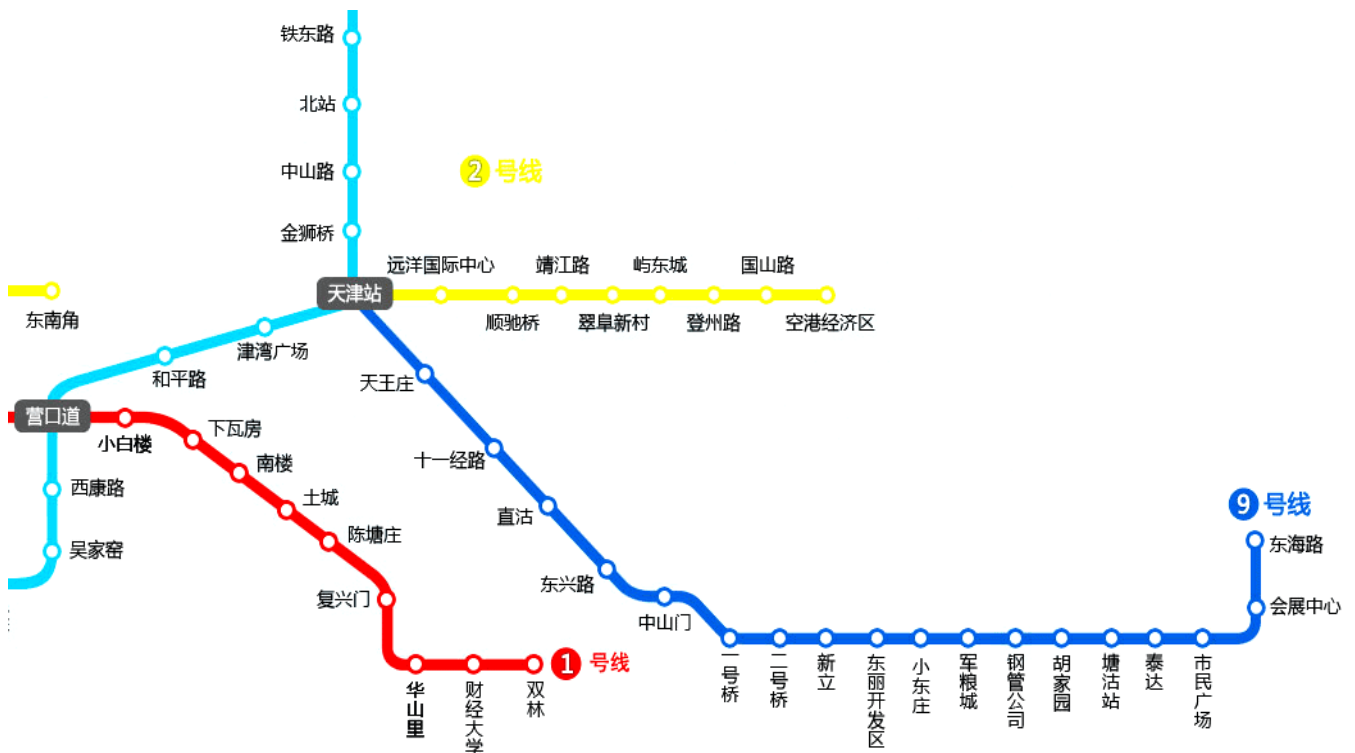 铁东路
北站
中山路
2 号线
金狮桥
远洋国际中心
靖江路
屿东城
国山路
天津站
东南角
顺驰桥
翠阜新村
登州路
空港经济区
津湾广场
和平路
天王庄
营口道
小白楼
下瓦房
南楼
十一经路
西康路
土城
9 号线
直沽
陈塘庄
东海路
吴家窑
东兴路
复兴门
会展中心
中山门
1 号线
华山里
财经大学
双林
一号桥
二号桥
新立
东丽开发区
小东庄
军粮城
钢管公司
胡家园
塘沽站
泰达
市民广场